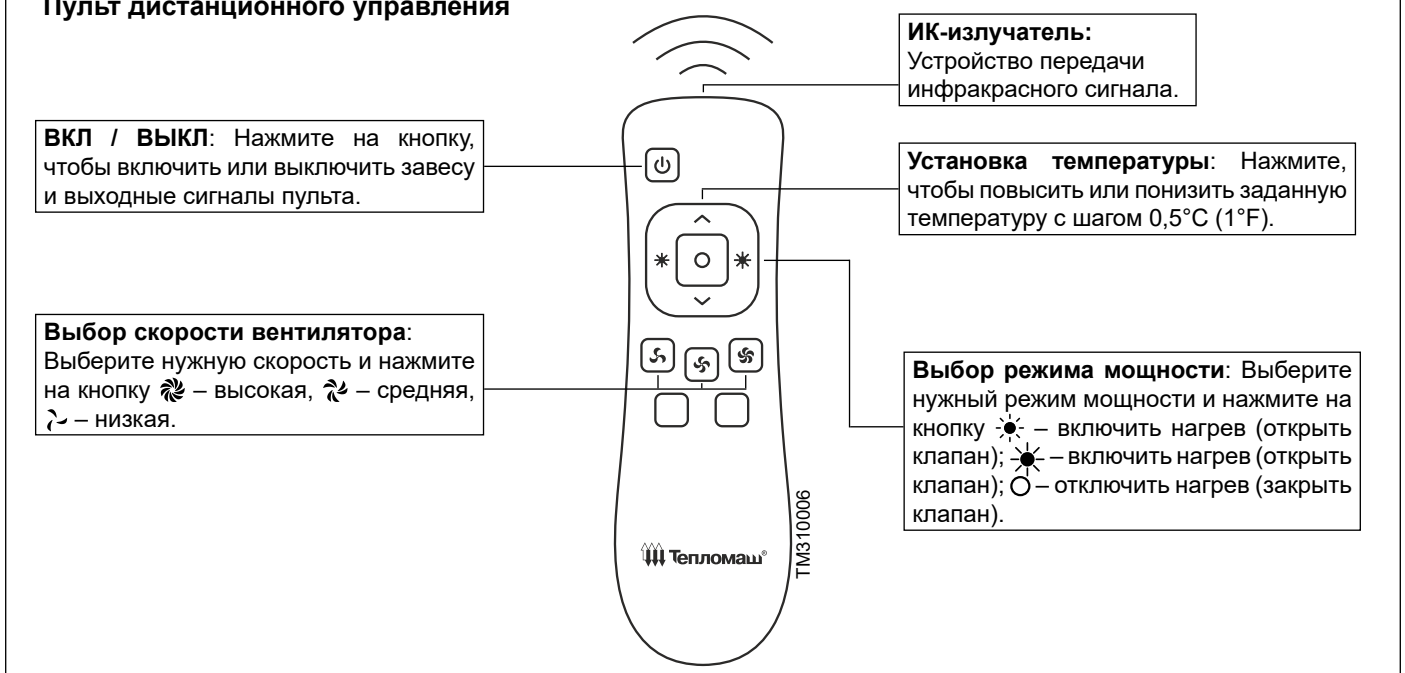 Пульт дистанционного управления
ИК-излучатель:
Устройство передачи
инфракрасного сигнала.
ВКЛ / ВЫКЛ: Нажмите на кнопку,
чтобы включить или выключить завесу
и выходные сигналы пульта.
Установка температуры: Нажмите,
чтобы повысить или понизить заданную
температуру с шагом 0,5°C (1°F).
Выбор скорости вентилятора:
Выберите нужную скорость и нажмите
на кнопку – высокая, – средняя,
– низкая.
Выбор режима мощности: Выберите
нужный режим мощности и нажмите на
кнопку – включить нагрев (открыть
клапан); – включить нагрев (открыть
клапан); – отключить нагрев (закрыть
клапан).
Тепломаш®
TM310006